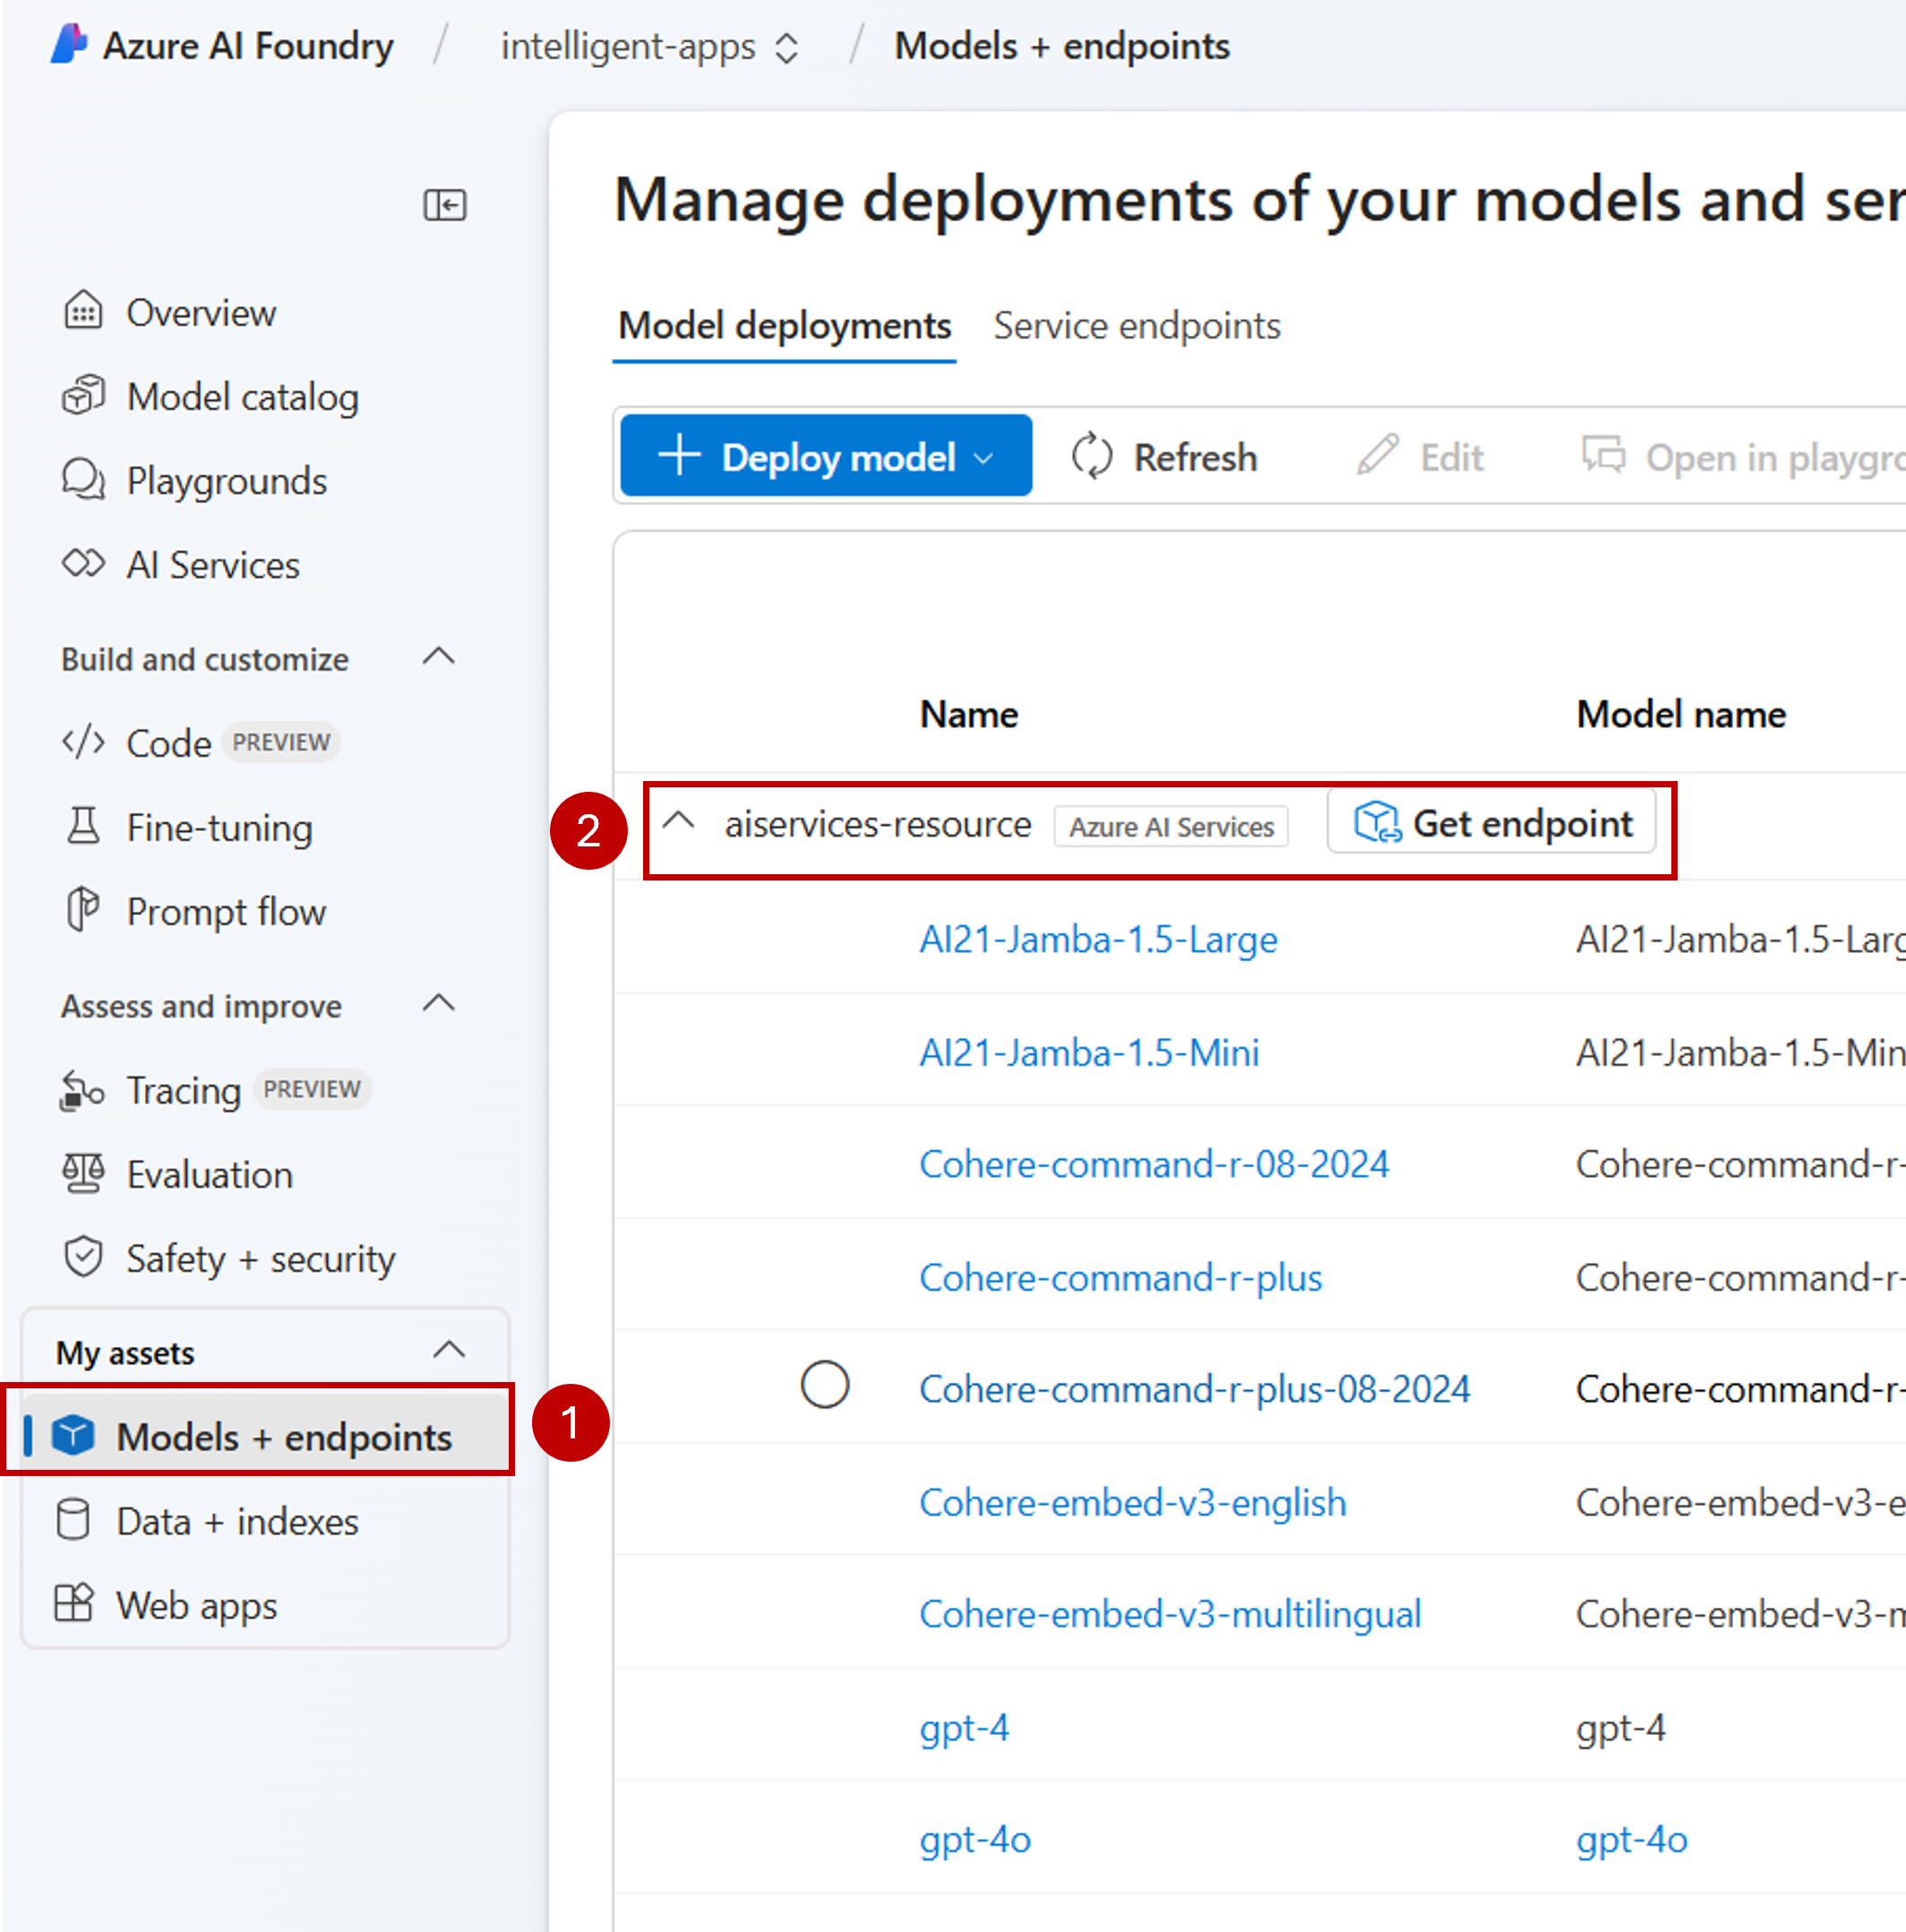 Azure AI Foundry / intelligent-apps / Models + endpoints
Manage deployments of your models and ser
Overview
Model catalog
Playgrounds
AI Services
Build and customize
Code PREVIEW
Fine-tuning
Prompt flow
Assess and improve
Tracing PREVIEW
Evaluation
Safety + security
My assets
Models + endpoints
1
Data + indexes
Web apps
Model deployments Service endpoints
Deploy model Refresh Edit Open in playgro
Name Model name
2 aiservices-resource Azure AI Services Get endpoint
AI21-Jamba-1.5-Large AI21-Jamba-1.5-Larg
AI21-Jamba-1.5-Mini AI21-Jamba-1.5-Min
Cohere-command-r-08-2024 Cohere-command-r-
Cohere-command-r-plus Cohere-command-r-
Cohere-command-r-plus-08-2024 Cohere-command-r-
Cohere-embed-v3-english Cohere-embed-v3-e
Cohere-embed-v3-multilingual Cohere-embed-v3-m
gpt-4 gpt-4
gpt-4o gpt-4o